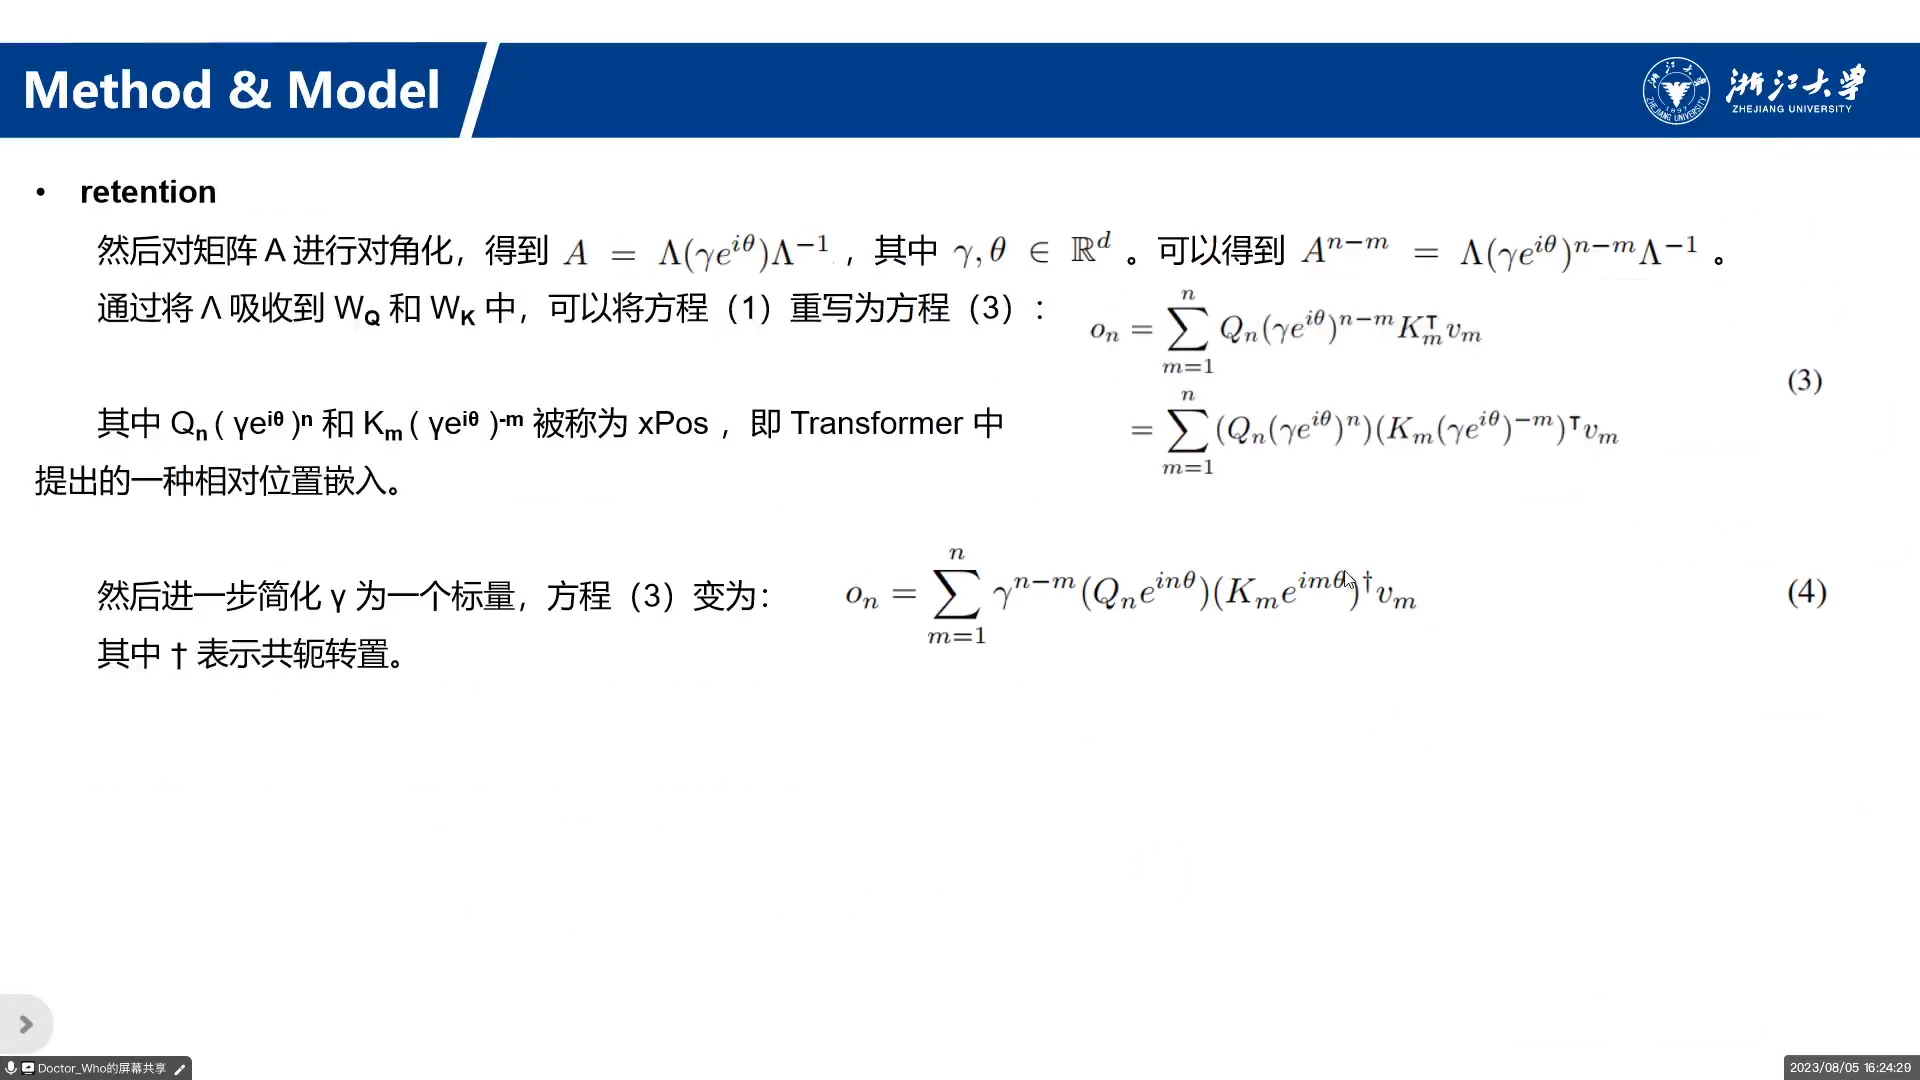 Method & Model
浙江大学
ZHEJIANG UNIVERSITY
• retention
然后对矩阵 A 进行对角化，得到 A = Λ(γe^{iθ})Λ^{−1}，其中 γ, θ ∈ ℝ^d 。可以得到 A^{n−m} = Λ(γe^{iθ})^{n−m}Λ^{−1} 。
通过将 Λ 吸收到 W_Q 和 W_K 中，可以将方程（1）重写为方程（3）：
o_n = \sum_{m=1}^{n} Q_n(γe^{iθ})^{n−m}K_m^⊺v_m
= \sum_{m=1}^{n} (Q_n(γe^{iθ})^n)(K_m(γe^{iθ})^{−m})^⊺v_m
(3)
其中 Q_n ( γe^{iθ} )^n 和 K_m ( γe^{iθ} )^{-m} 被称为 xPos ，即 Transformer 中
提出的一种相对位置嵌入。
然后进一步简化 γ 为一个标量，方程（3）变为：
o_n = \sum_{m=1}^{n} γ^{n−m}(Q_ne^{inθ})(K_me^{imθ})^†v_m
(4)
其中 † 表示共轭转置。
Doctor_Who的屏幕共享
2023/08/05 16:24:29